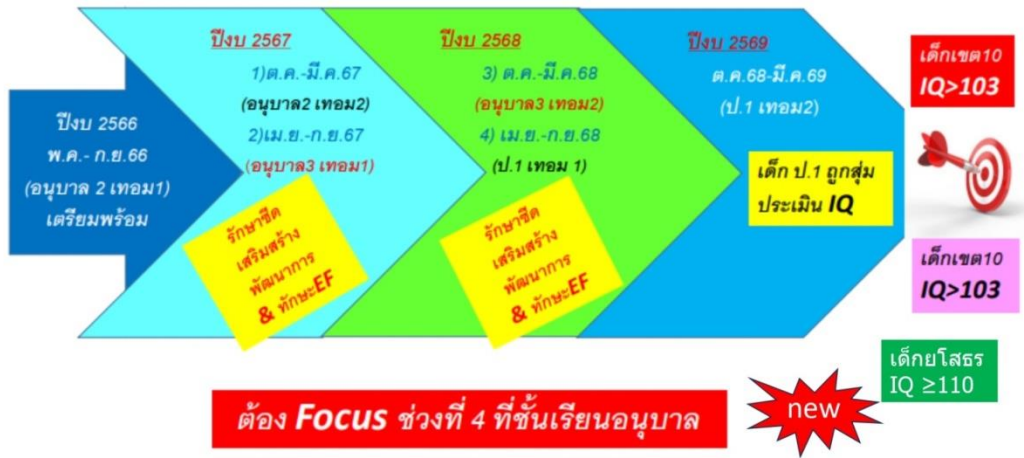 ปีงบ 2566
พ.ค.- ก.ย.66
(อนุบาล 2 เทอม1)
เตรียมพร้อม
ปีงบ 2567
1)ต.ค.-มี.ค.67
(อนุบาล2 เทอม2)
2)เม.ย.-ก.ย.67
(อนุบาล3 เทอม1)
รักษาซีด
เสริมสร้าง
พัฒนาการ
& ทักษะEF
ปีงบ 2568
3) ต.ค.-มี.ค.68
(อนุบาล3 เทอม2)
4) เม.ย.-ก.ย.68
(ป.1 เทอม 1)
รักษาซีด
เสริมสร้าง
พัฒนาการ
& ทักษะEF
ปีงบ 2569
ต.ค.68-มี.ค.69
(ป.1 เทอม2)
เด็ก ป.1 ถูกสุ่ม
ประเมิน IQ
เด็กเขต10
IQ>103
เด็กเขต10
IQ>103
เด็กยโสธร
IQ ≥110
new
ต้อง Focus ช่วงที่ 4 ที่ชั้นเรียนอนุบาล